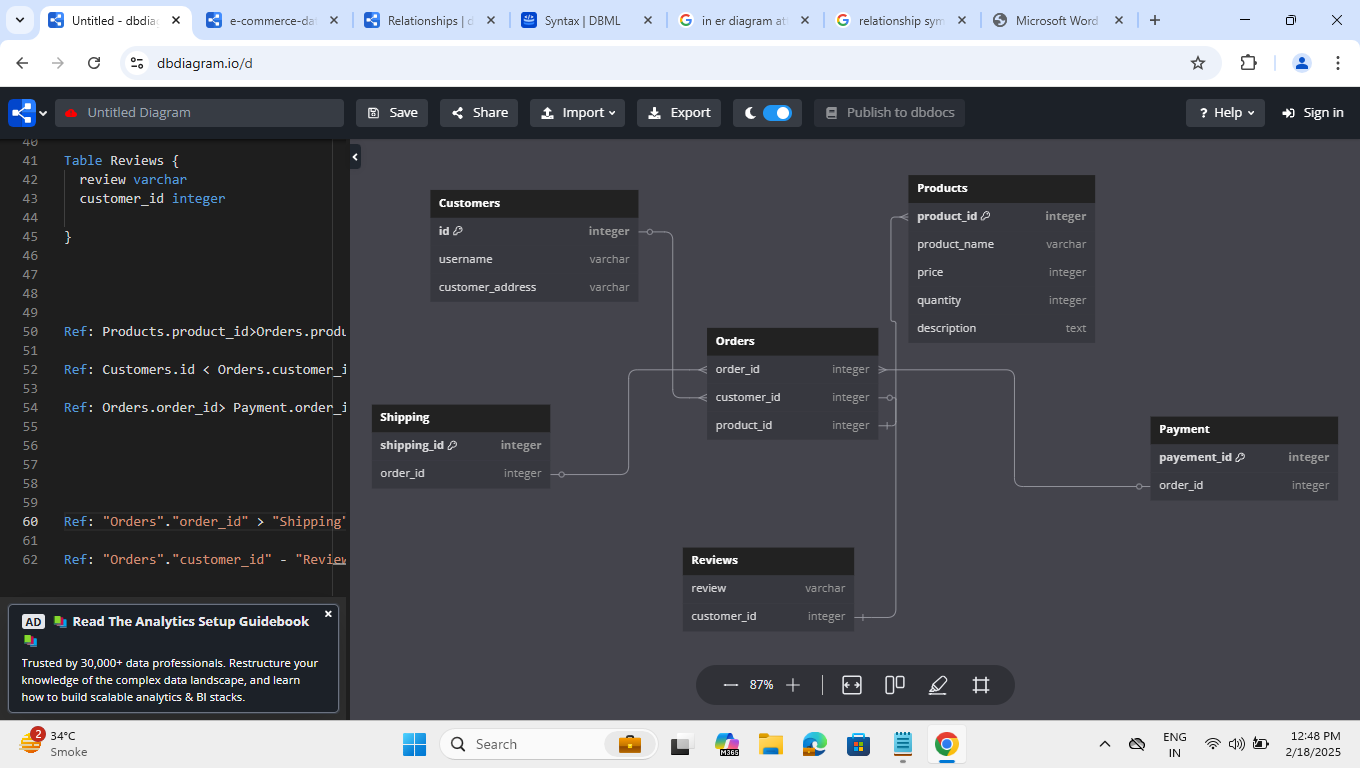 Untitled - dbdia
e-commerce-dat
Relationships | d
Syntax | DBML
in er diagram att
relationship sym
Microsoft Word
dbdiagram.io/d
Untitled Diagram
Save
Share
Import
Export
Publish to dbdocs
? Help
Sign in
40
41 Table Reviews {
42 review varchar
43 customer_id integer
44
45 }
46
47
48
49
50 Ref: Products.product_id>Orders.produ
51
52 Ref: Customers.id < Orders.customer_i
53
54 Ref: Orders.order_id> Payment.order_i
55
56
57
58
59
60 Ref: "Orders"."order_id" > "Shipping"
61
62 Ref: "Orders"."customer_id" - "Review
AD Read The Analytics Setup Guidebook
Trusted by 30,000+ data professionals. Restructure your
knowledge of the complex data landscape, and learn
how to build scalable analytics & BI stacks.
Customers
id integer
username varchar
customer_address varchar
Products
product_id integer
product_name varchar
price integer
quantity integer
description text
Orders
order_id integer
customer_id integer
product_id integer
Shipping
shipping_id integer
order_id integer
Payment
payement_id integer
order_id integer
Reviews
review varchar
customer_id integer
87%
2
34°C
Smoke
Search
M365
ENG
IN
12:48 PM
2/18/2025